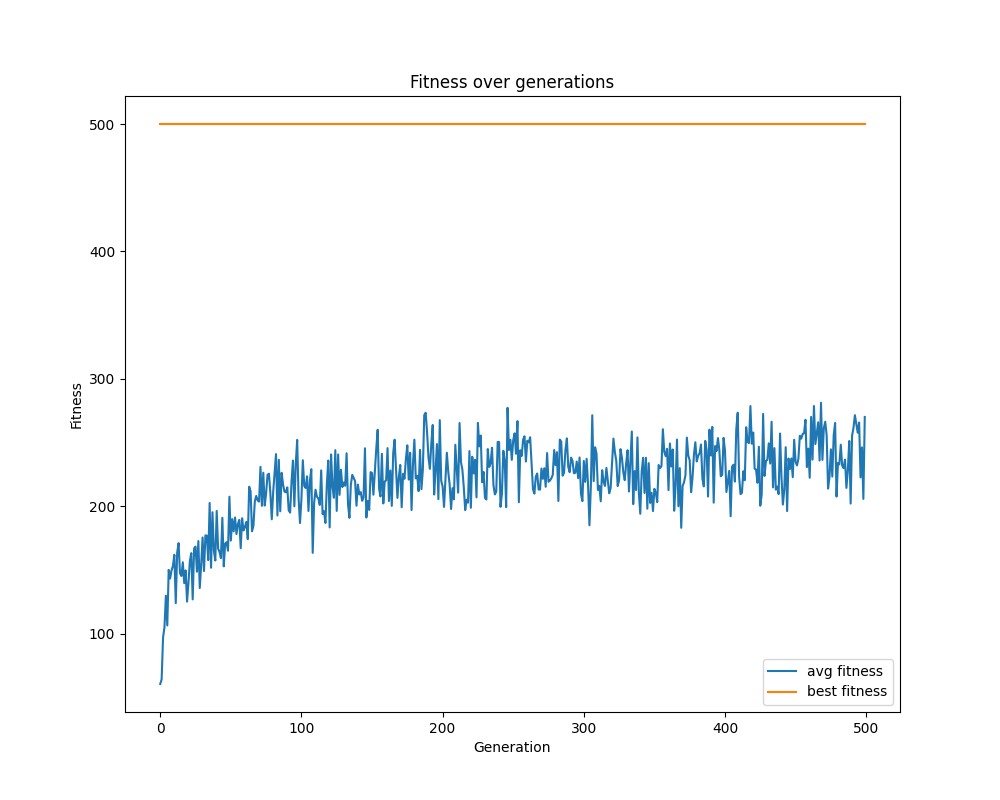 Fitness over generations
500
400
300
200
100
Fitness
0 100 200 300 400 500
Generation
avg fitness
best fitness